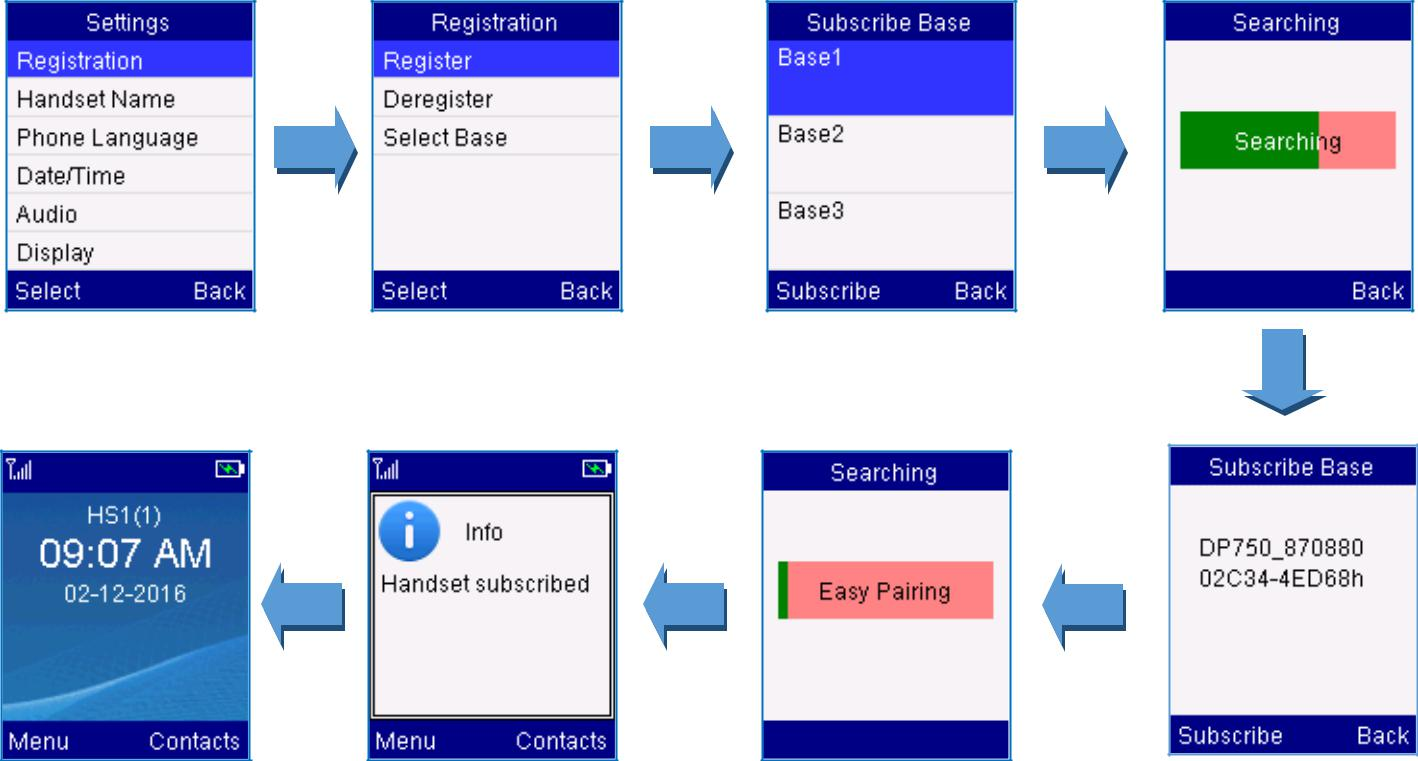 Settings
Registration
Handset Name
Phone Language
Date/Time
Audio
Display
Select Back
Registration
Register
Deregister
Select Base
Select Back
Subscribe Base
Base1
Base2
Base3
Subscribe Back
Searching
Searching
Back
Subscribe Base
DP750_870880
02C34-4ED68h
Subscribe Back
Searching
Easy Pairing
Info
Handset subscribed
Menu Contacts
HS1(1)
09:07 AM
02-12-2016
Menu Contacts